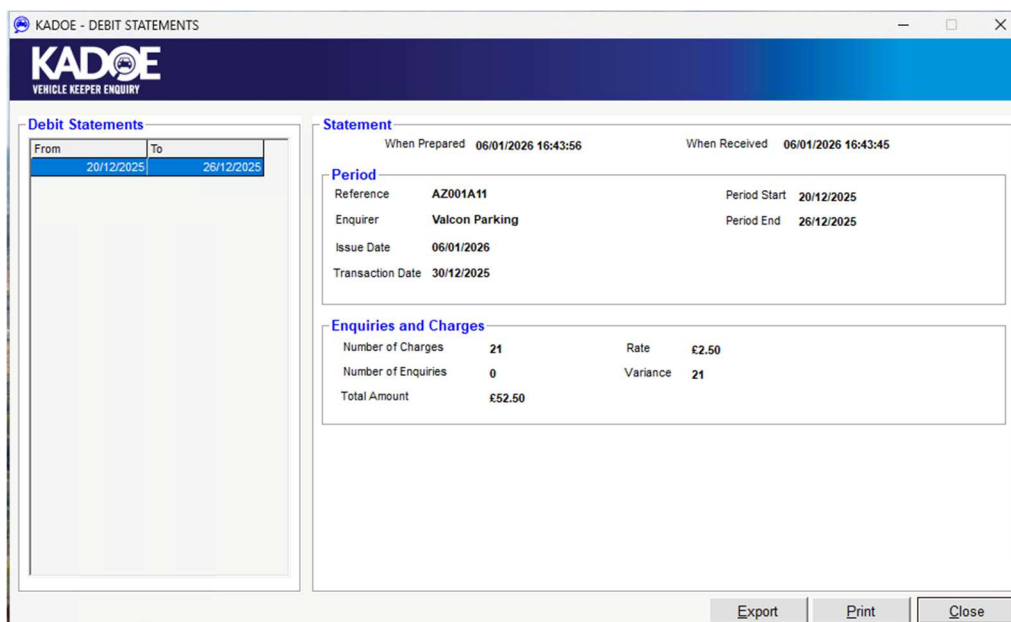 KADOE - DEBIT STATEMENTS
KADOE
VEHICLE KEEPER ENQUIRY
Debit Statements
From To
20/12/2025 26/12/2025
Statement
When Prepared 06/01/2026 16:43:56 When Received 06/01/2026 16:43:45
Period
Reference AZ001A11 Period Start 20/12/2025
Enquirer Valcon Parking Period End 26/12/2025
Issue Date 06/01/2026
Transaction Date 30/12/2025
Enquiries and Charges
Number of Charges 21 Rate £2.50
Number of Enquiries 0 Variance 21
Total Amount £52.50
Export Print Close